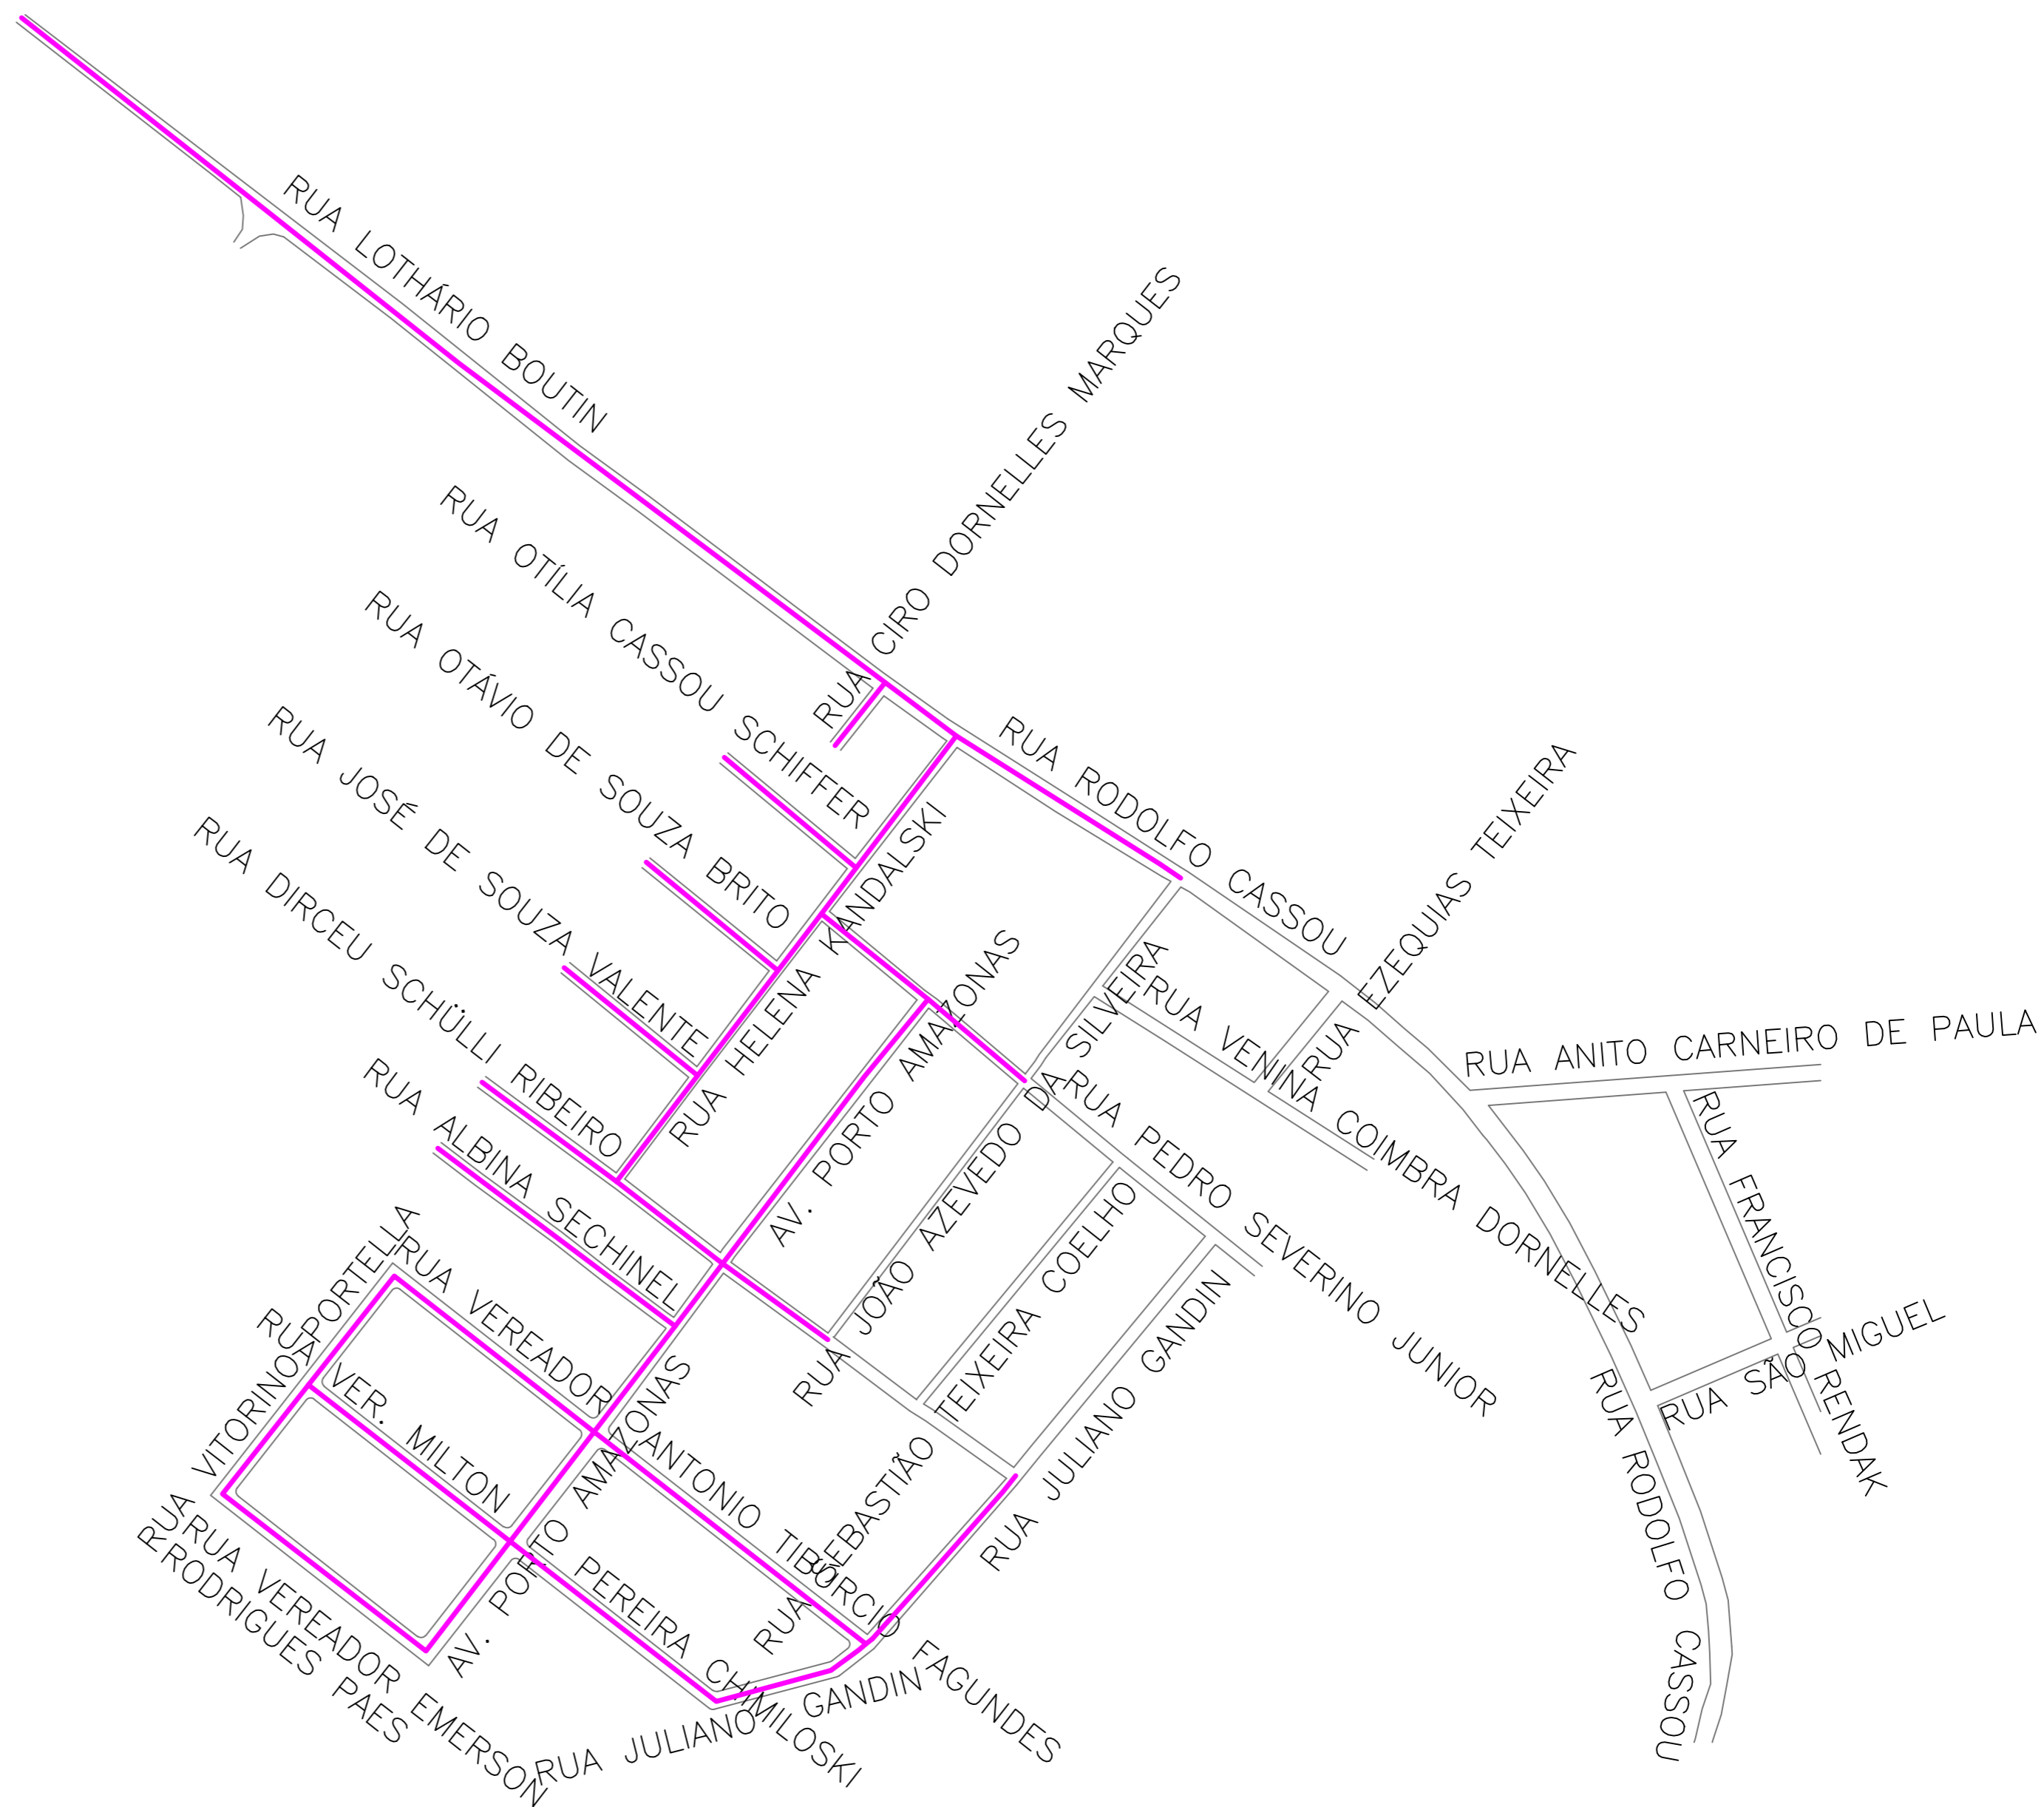 RUA LOTHÁRIO BOUTIN
RUA CIRO DORNELLES MARQUES
RUA OTÍLIA CASSOU SCHIFFER
RUA OTÁVIO DE SOUZA BRITO
RUA JOSÉ DE SOUZA VALENTE
RUA DIRCEU SCHÜLLI RIBEIRO
RUA ALBINA SECHINEL
RUA HELENA KANDALSKI
RUA RODOLFO CASSOU
RUA EZEQUIAS TEIXEIRA
AV. PORTO AMAZONAS
RUA VENINA COIMBRA DORNELLES
RUA ANITO CARNEIRO DE PAULA
RUA FRANCISCO RENDAK
RUA SÃO MIGUEL
RUA PEDRO SEVERINO JUNIOR
RUA JOÃO AZEVEDO DA SILVEIRA
RUA SEBASTIÃO TEIXEIRA COELHO
RUA JULIANO GANDIN
RUA RODOLFO CASSOU
RUA VITORINO PORTELLA
RUA VEREADOR ANTONIO TIBÚRCIO FAGUNDES
RUA VER. MILTON PEREIRA CHIMILOSKI
AV. PORTO AMAZONAS
RUA VEREADOR EMERSON
RODRIGUES PAES
RUA JULIANO GANDIN